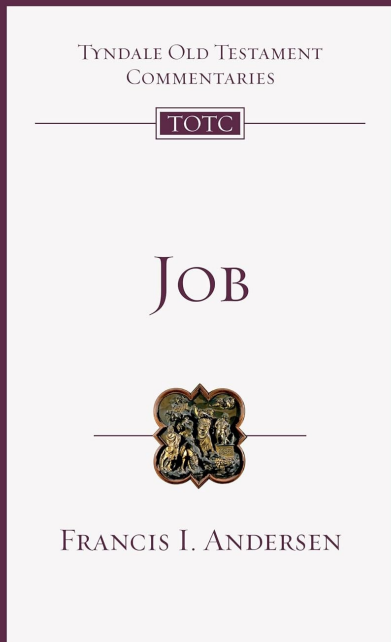 Tyndale Old Testament
Commentaries
TOTC
Job
Francis I. Andersen